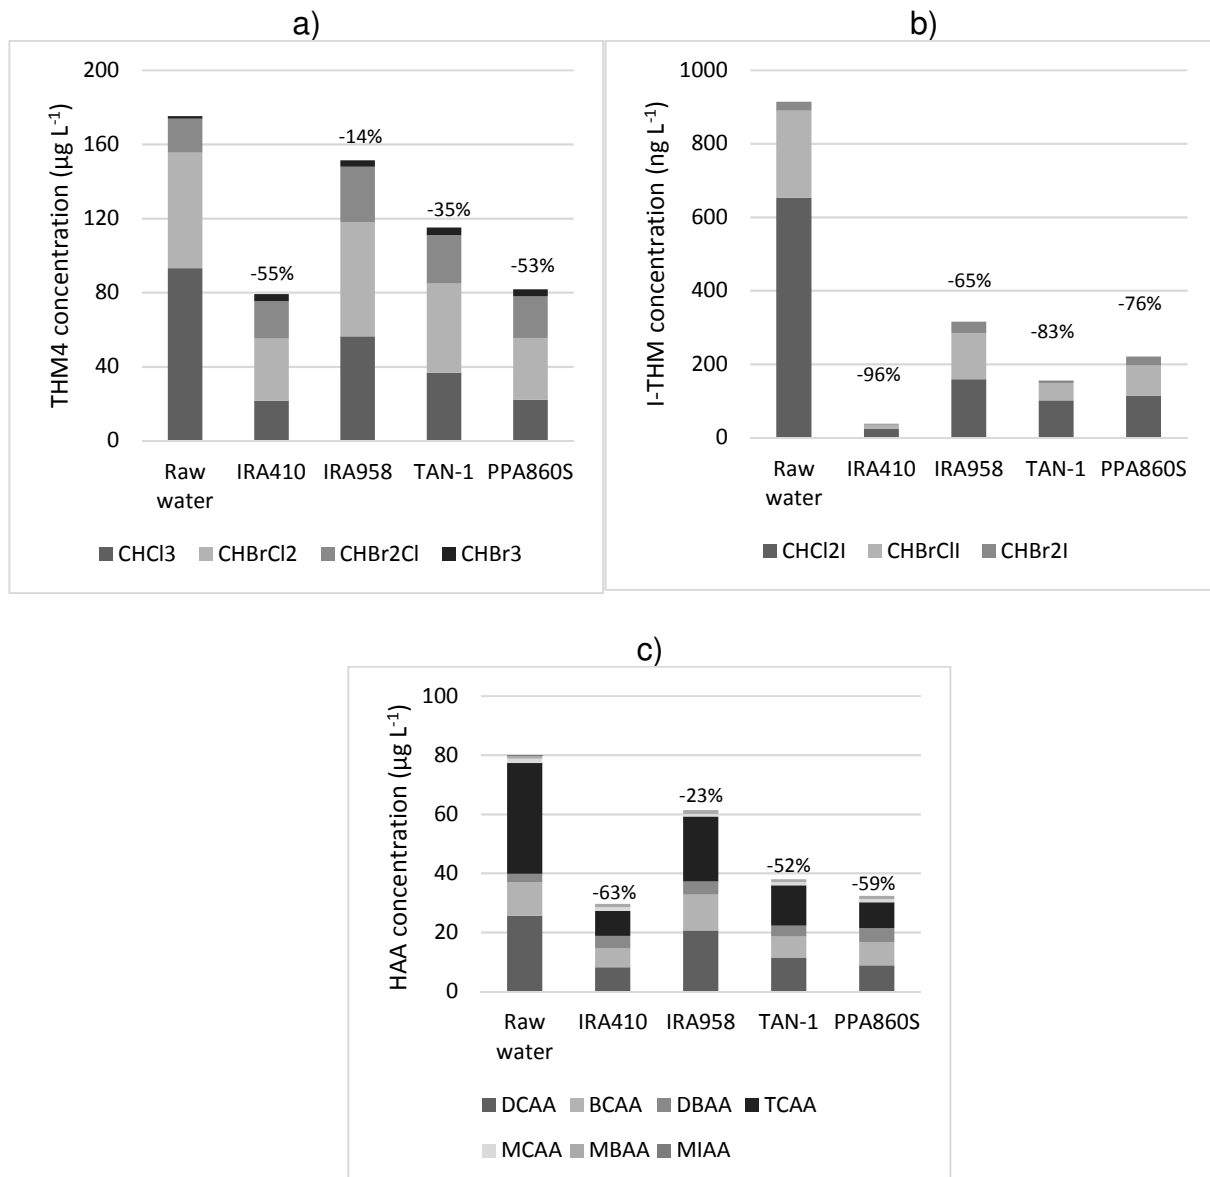 a)
THM4 concentration (µg L-1)
200
160
120
80
40
0
-55%
-14%
-35%
-53%
Raw water
IRA410
IRA958
TAN-1
PPA860S
CHCl3
CHBrCl2
CHBr2Cl
CHBr3
b)
I-THM concentration (ng L-1)
1000
800
600
400
200
0
-96%
-65%
-83%
-76%
Raw water
IRA410
IRA958
TAN-1
PPA860S
CHCl2I
CHBrClI
CHBr2I
c)
HAA concentration (µg L-1)
100
80
60
40
20
0
-63%
-23%
-52%
-59%
Raw water
IRA410
IRA958
TAN-1
PPA860S
DCAA
BCAA
DBAA
TCAA
MCAA
MBAA
MIAA